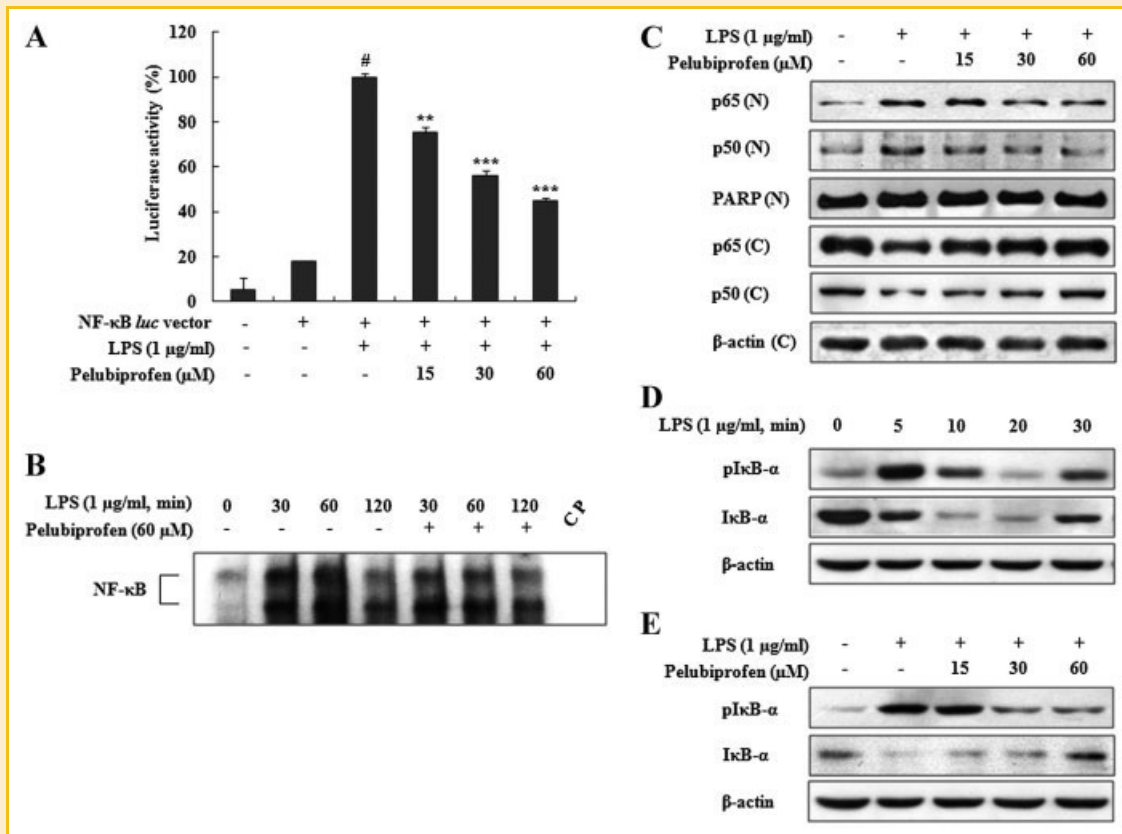 A
Luciferase activity (%)
120
100
80
60
40
20
0
#
**
***
***
NF-κB luc vector - + + + + +
LPS (1 µg/ml) + + + +
Pelubiprofen (µM) - - - 15 30 60
B
LPS (1 µg/ml, min) 0 30 60 120 30 60 120 CP
Pelubiprofen (60 µM) - - - - + + +
NF-κB
C
LPS (1 µg/ml) - + + + +
Pelubiprofen (µM) - - 15 30 60
p65 (N)
p50 (N)
PARP (N)
p65 (C)
p50 (C)
β-actin (C)
D
LPS (1 µg/ml, min) 0 5 10 20 30
pIκB-α
IκB-α
β-actin
E
LPS (1 µg/ml) - + + + +
Pelubiprofen (µM) - - 15 30 60
pIκB-α
IκB-α
β-actin